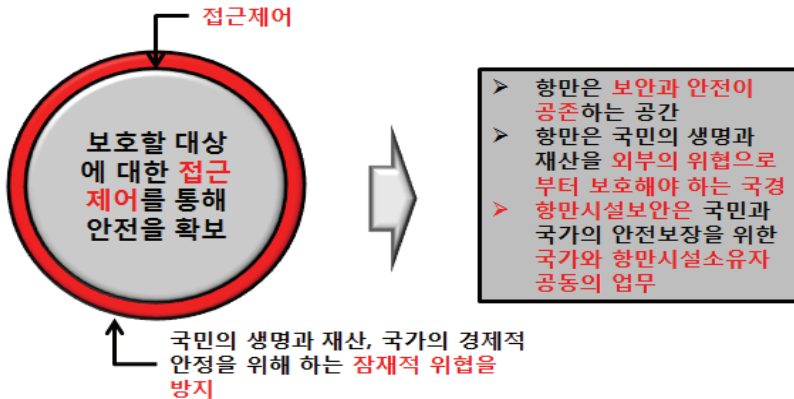 접근제어
보호할 대상
에 대한 접근
제어를 통해
안전을 확보
국민의 생명과 재산, 국가의 경제적
안정을 위해 하는 잠재적 위협을
방지
➢ 항만은 보안과 안전이
공존하는 공간
➢ 항만은 국민의 생명과
재산을 외부의 위협으로
부터 보호해야 하는 국경
➢ 항만시설보안은 국민과
국가의 안전보장을 위한
국가와 항만시설소유자
공동의 업무